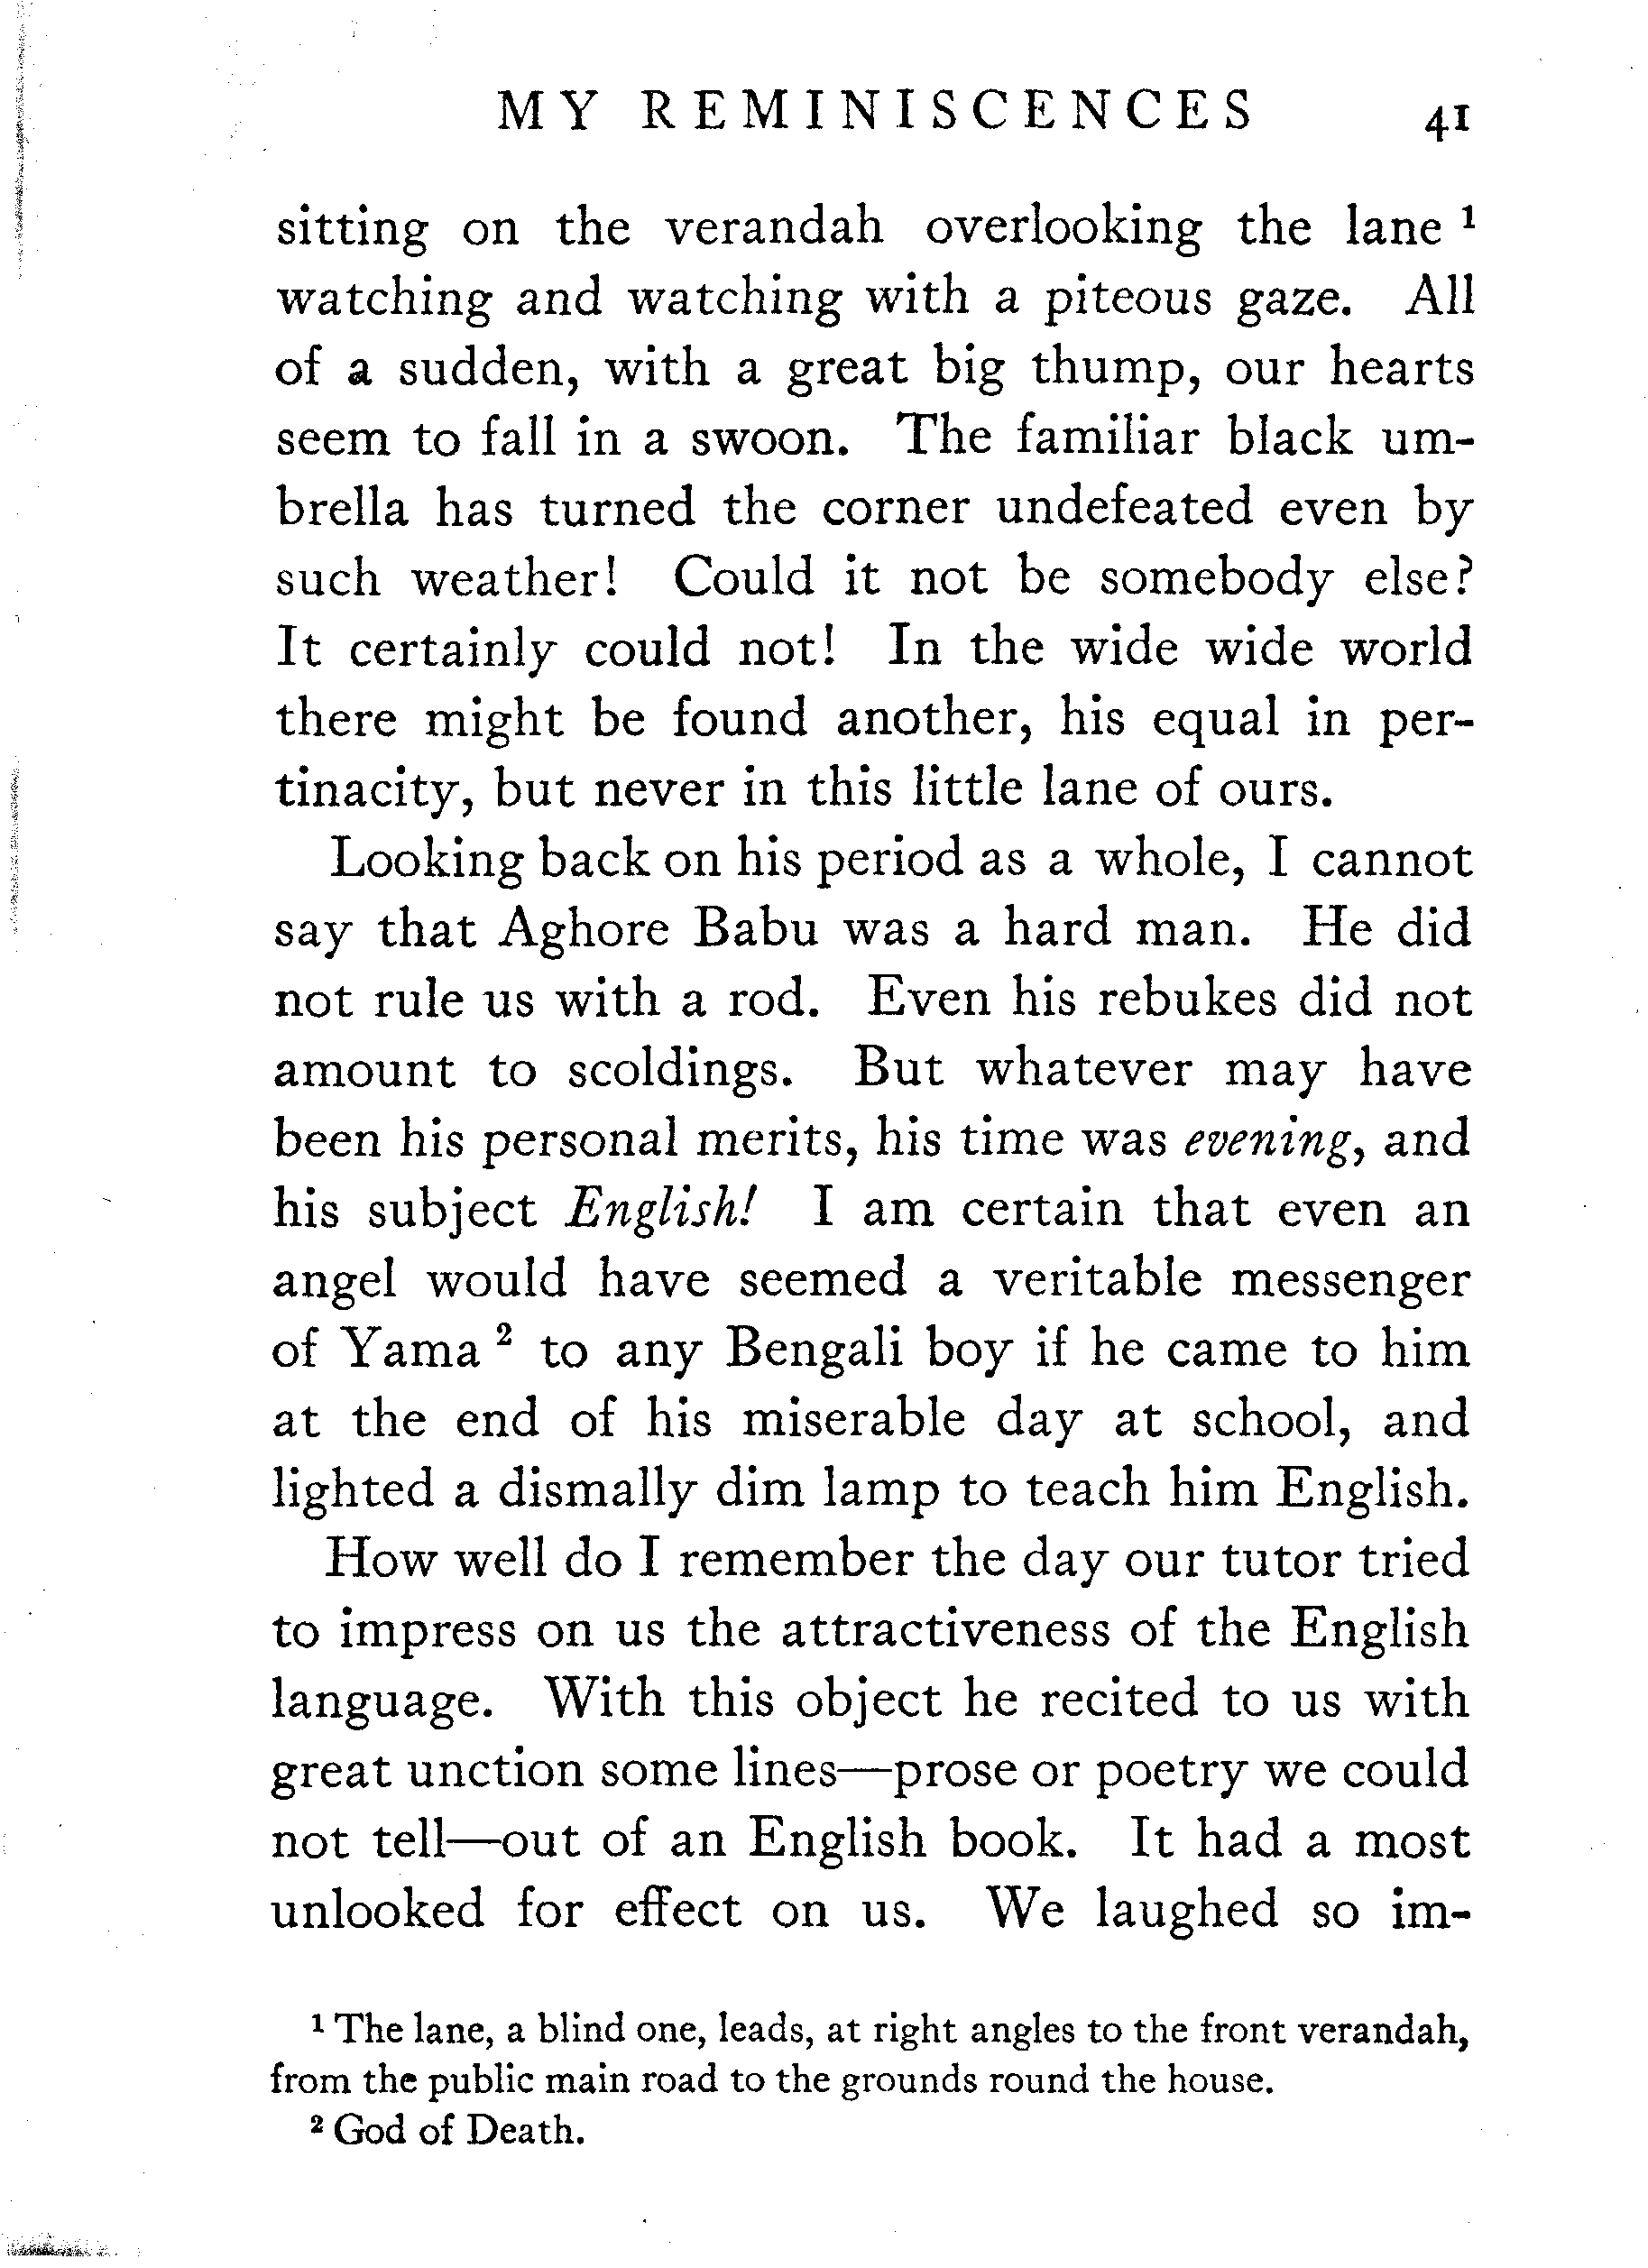 MY REMINISCENCES 41
sitting on the verandah overlooking the lane ¹
watching and watching with a piteous gaze. All
of a sudden, with a great big thump, our hearts
seem to fall in a swoon. The familiar black um-
brella has turned the corner undefeated even by
such weather! Could it not be somebody else?
It certainly could not! In the wide wide world
there might be found another, his equal in per-
tinacity, but never in this little lane of ours.
Looking back on his period as a whole, I cannot
say that Aghore Babu was a hard man. He did
not rule us with a rod. Even his rebukes did not
amount to scoldings. But whatever may have
been his personal merits, his time was evening, and
his subject English! I am certain that even an
angel would have seemed a veritable messenger
of Yama ² to any Bengali boy if he came to him
at the end of his miserable day at school, and
lighted a dismally dim lamp to teach him English.
How well do I remember the day our tutor tried
to impress on us the attractiveness of the English
language. With this object he recited to us with
great unction some lines—prose or poetry we could
not tell—out of an English book. It had a most
unlooked for effect on us. We laughed so im-
¹ The lane, a blind one, leads, at right angles to the front verandah,
from the public main road to the grounds round the house.
² God of Death.